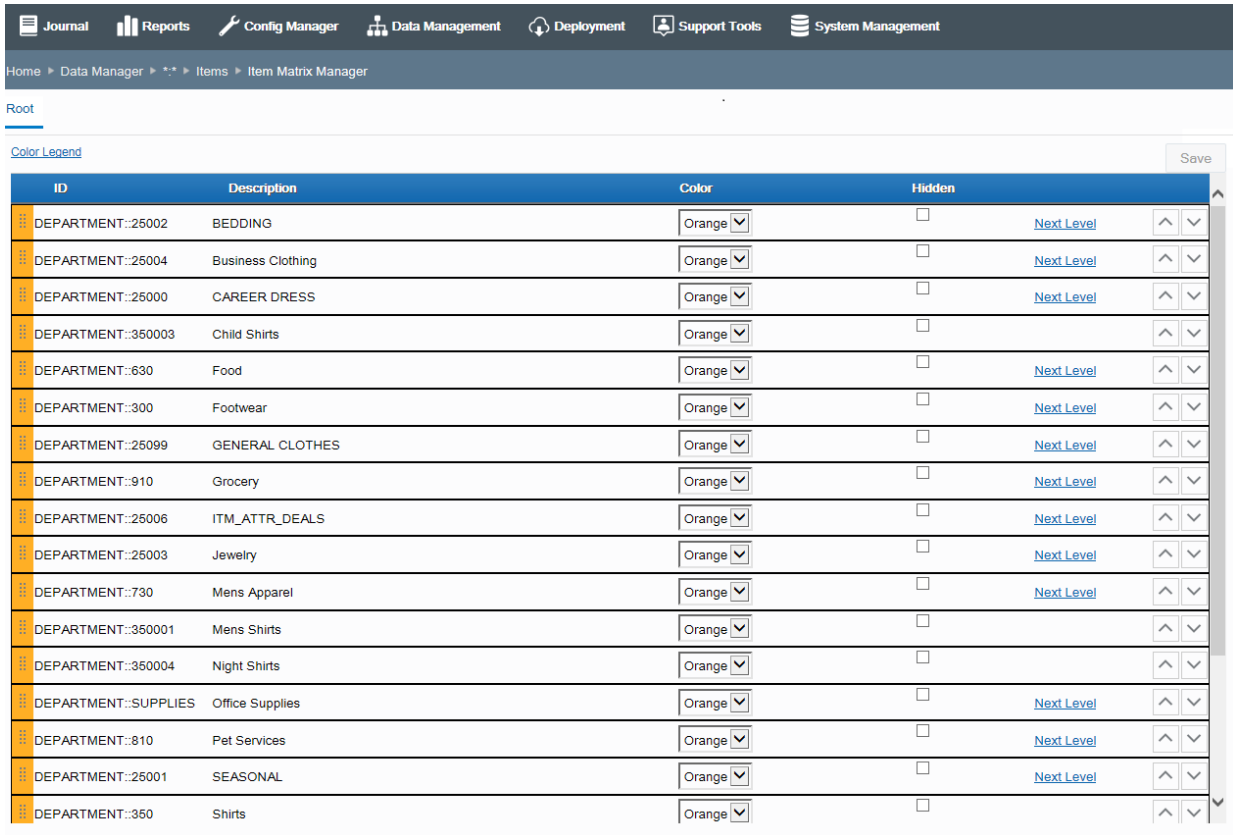 Journal Reports Config Manager Data Management Deployment Support Tools System Management
Home Data Manager *:* Items Item Matrix Manager
Root
Color Legend
Save
ID Description Color Hidden
DEPARTMENT::25002 BEDDING Orange Next Level
DEPARTMENT::25004 Business Clothing Orange Next Level
DEPARTMENT::25000 CAREER DRESS Orange Next Level
DEPARTMENT::350003 Child Shirts Orange
DEPARTMENT::630 Food Orange Next Level
DEPARTMENT::300 Footwear Orange Next Level
DEPARTMENT::25099 GENERAL CLOTHES Orange Next Level
DEPARTMENT::910 Grocery Orange Next Level
DEPARTMENT::25006 ITM_ATTR_DEALS Orange Next Level
DEPARTMENT::25003 Jewelry Orange Next Level
DEPARTMENT::730 Mens Apparel Orange Next Level
DEPARTMENT::350001 Mens Shirts Orange
DEPARTMENT::350004 Night Shirts Orange
DEPARTMENT::SUPPLIES Office Supplies Orange Next Level
DEPARTMENT::810 Pet Services Orange Next Level
DEPARTMENT::25001 SEASONAL Orange Next Level
DEPARTMENT::350 Shirts Orange